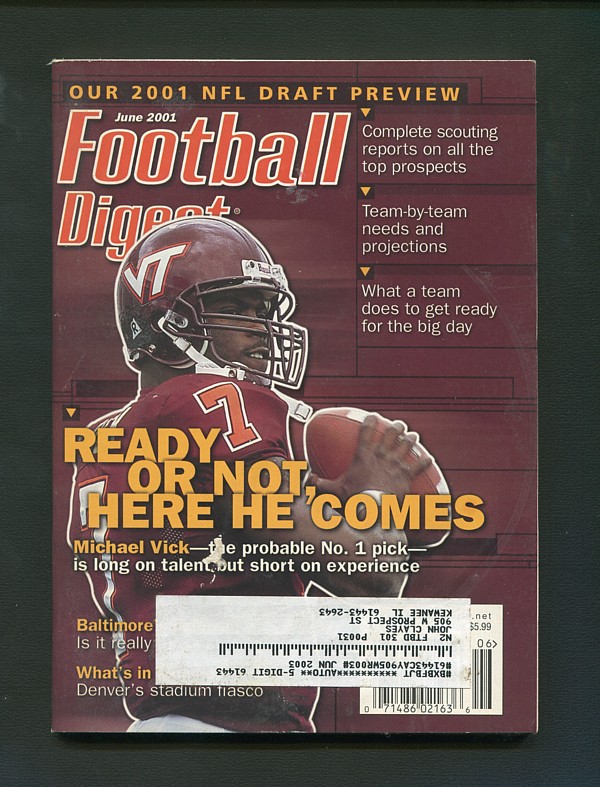 OUR 2001 NFL DRAFT PREVIEW
June 2001
Football
Digest®
Complete scouting
reports on all the
top prospects
Team-by-team
needs and
projections
What a team
does to get ready
for the big day
VT
7
READY
OR NOT,
HERE HE COMES
Michael Vick—the probable No. 1 pick—
is long on talent but short on experience
Baltimore'
Is it really
What's in
Denver's stadium fiasco
.net
$5.99
06>
0 71486 02163 6
KBXBFBUT ****************AUTO** 5-DIGIT 61443
#61443CSAY905WR003# JUN 2003
N2 FTBD 301 P0031
JOHN CLAYES
905 W PROSPECT ST
KEWANEE IL 61443-2643